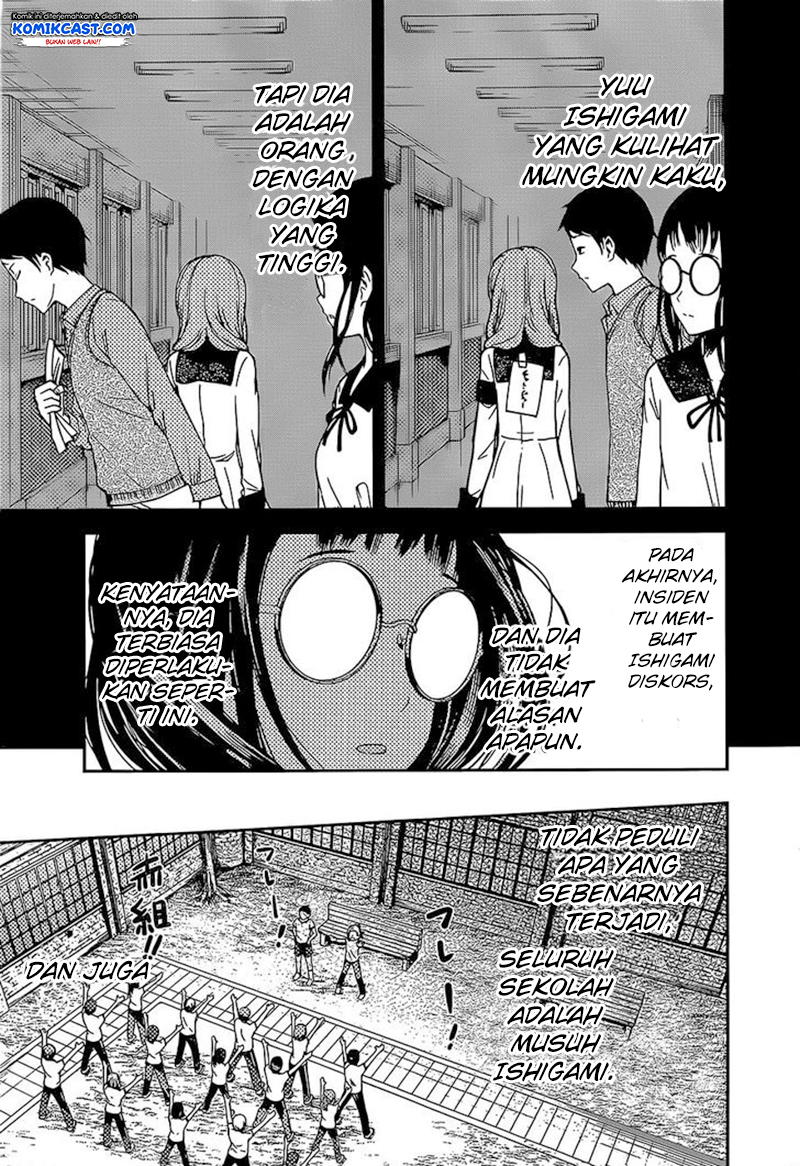 Komik ini diterjemahkan & diedit oleh
KOMIKCAST.COM
BUKAN WEB LAIN!!
YUU
ISHIGAMI
YANG KULIHAT
MUNGKIN KAKU,
TAPI DIA
ADALAH
ORANG,
DENGAN
LOGIKA
YANG
TINGGI.
PADA
AKHIRNYA,
INSIDEN
ITU MEM-
BUAT
ISHIGAMI
DISKORS,
DAN DIA
TIDAK
MEMBUAT
ALASAN
APAPUN.
KENYATAAN-
NYA, DIA
TERBIASA
DIPERLAKU-
KAN SEPER-
TI INI.
TIDAK PEDULI
APA YANG
SEBENARNYA
TERJADI,
SELURUH
SEKOLAH
ADALAH
MUSUH
ISHIGAMI.
フレー!
フレー!
赤組!!
DAN JUGA